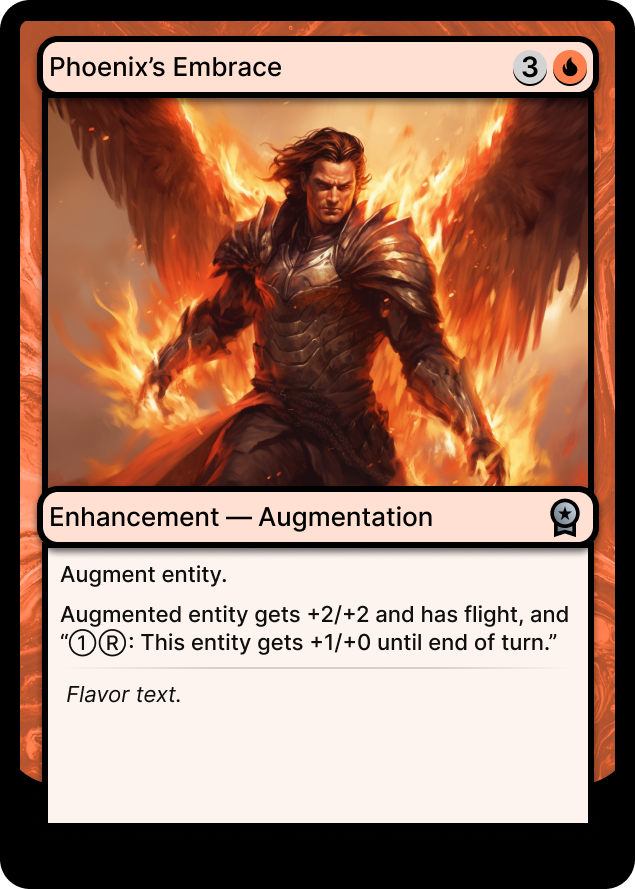 Phoenix’s Embrace 3
Enhancement — Augmentation
Augment entity.
Augmented entity gets +2/+2 and has flight, and
“①Ⓡ: This entity gets +1/+0 until end of turn.”
Flavor text.